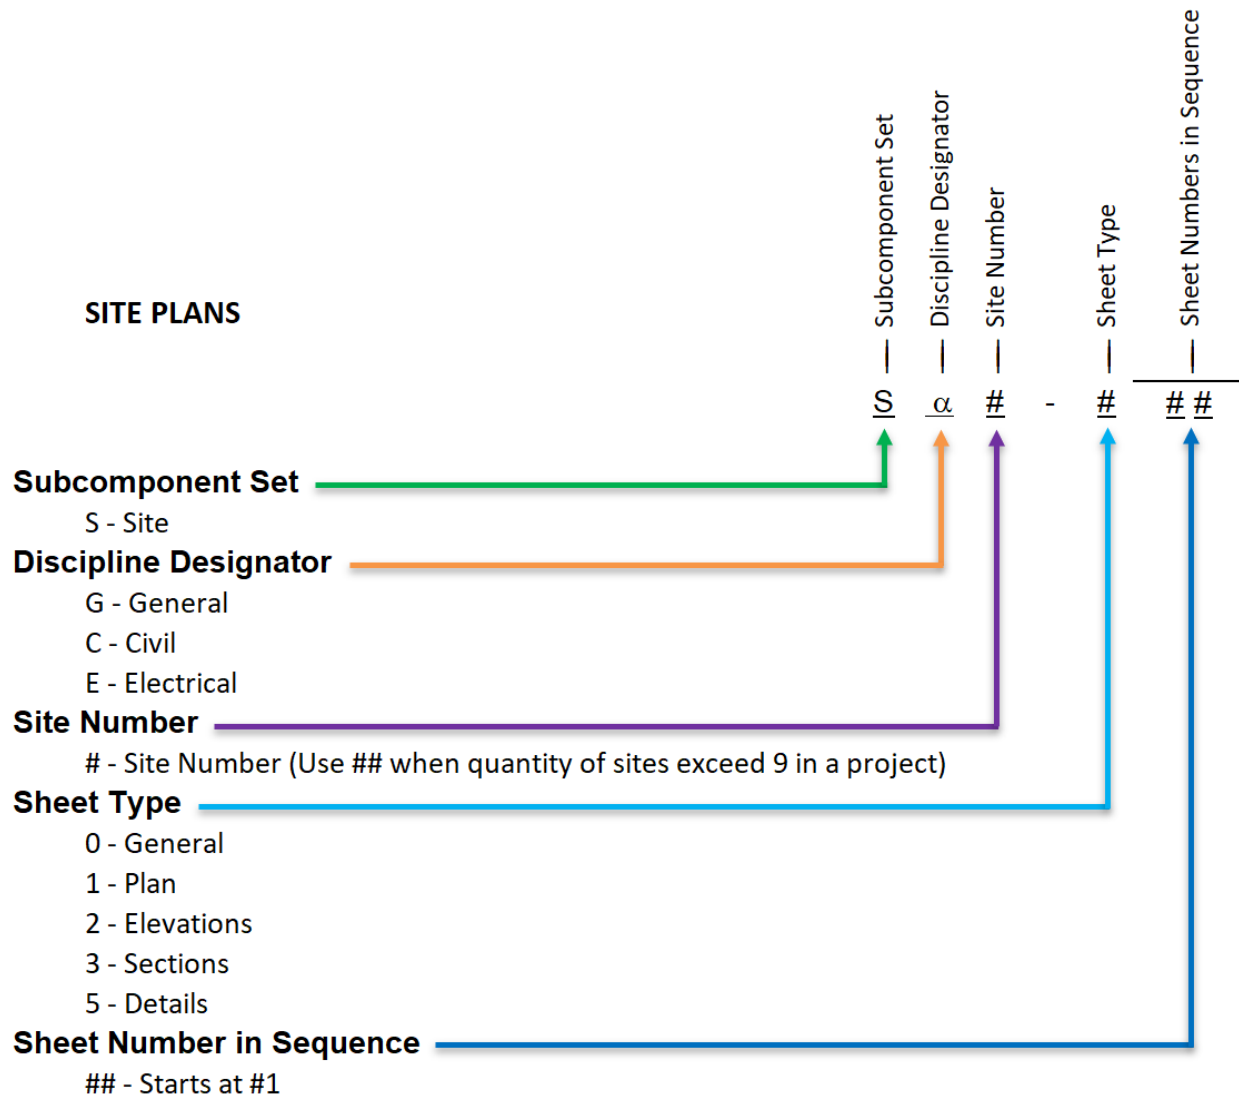 Subcomponent Set
Discipline Designator
Site Number
Sheet Type
Sheet Numbers in Sequence
SITE PLANS
S α # - # ##
Subcomponent Set
S - Site
Discipline Designator
G - General
C - Civil
E - Electrical
Site Number
# - Site Number (Use ## when quantity of sites exceed 9 in a project)
Sheet Type
0 - General
1 - Plan
2 - Elevations
3 - Sections
5 - Details
Sheet Number in Sequence
## - Starts at #1